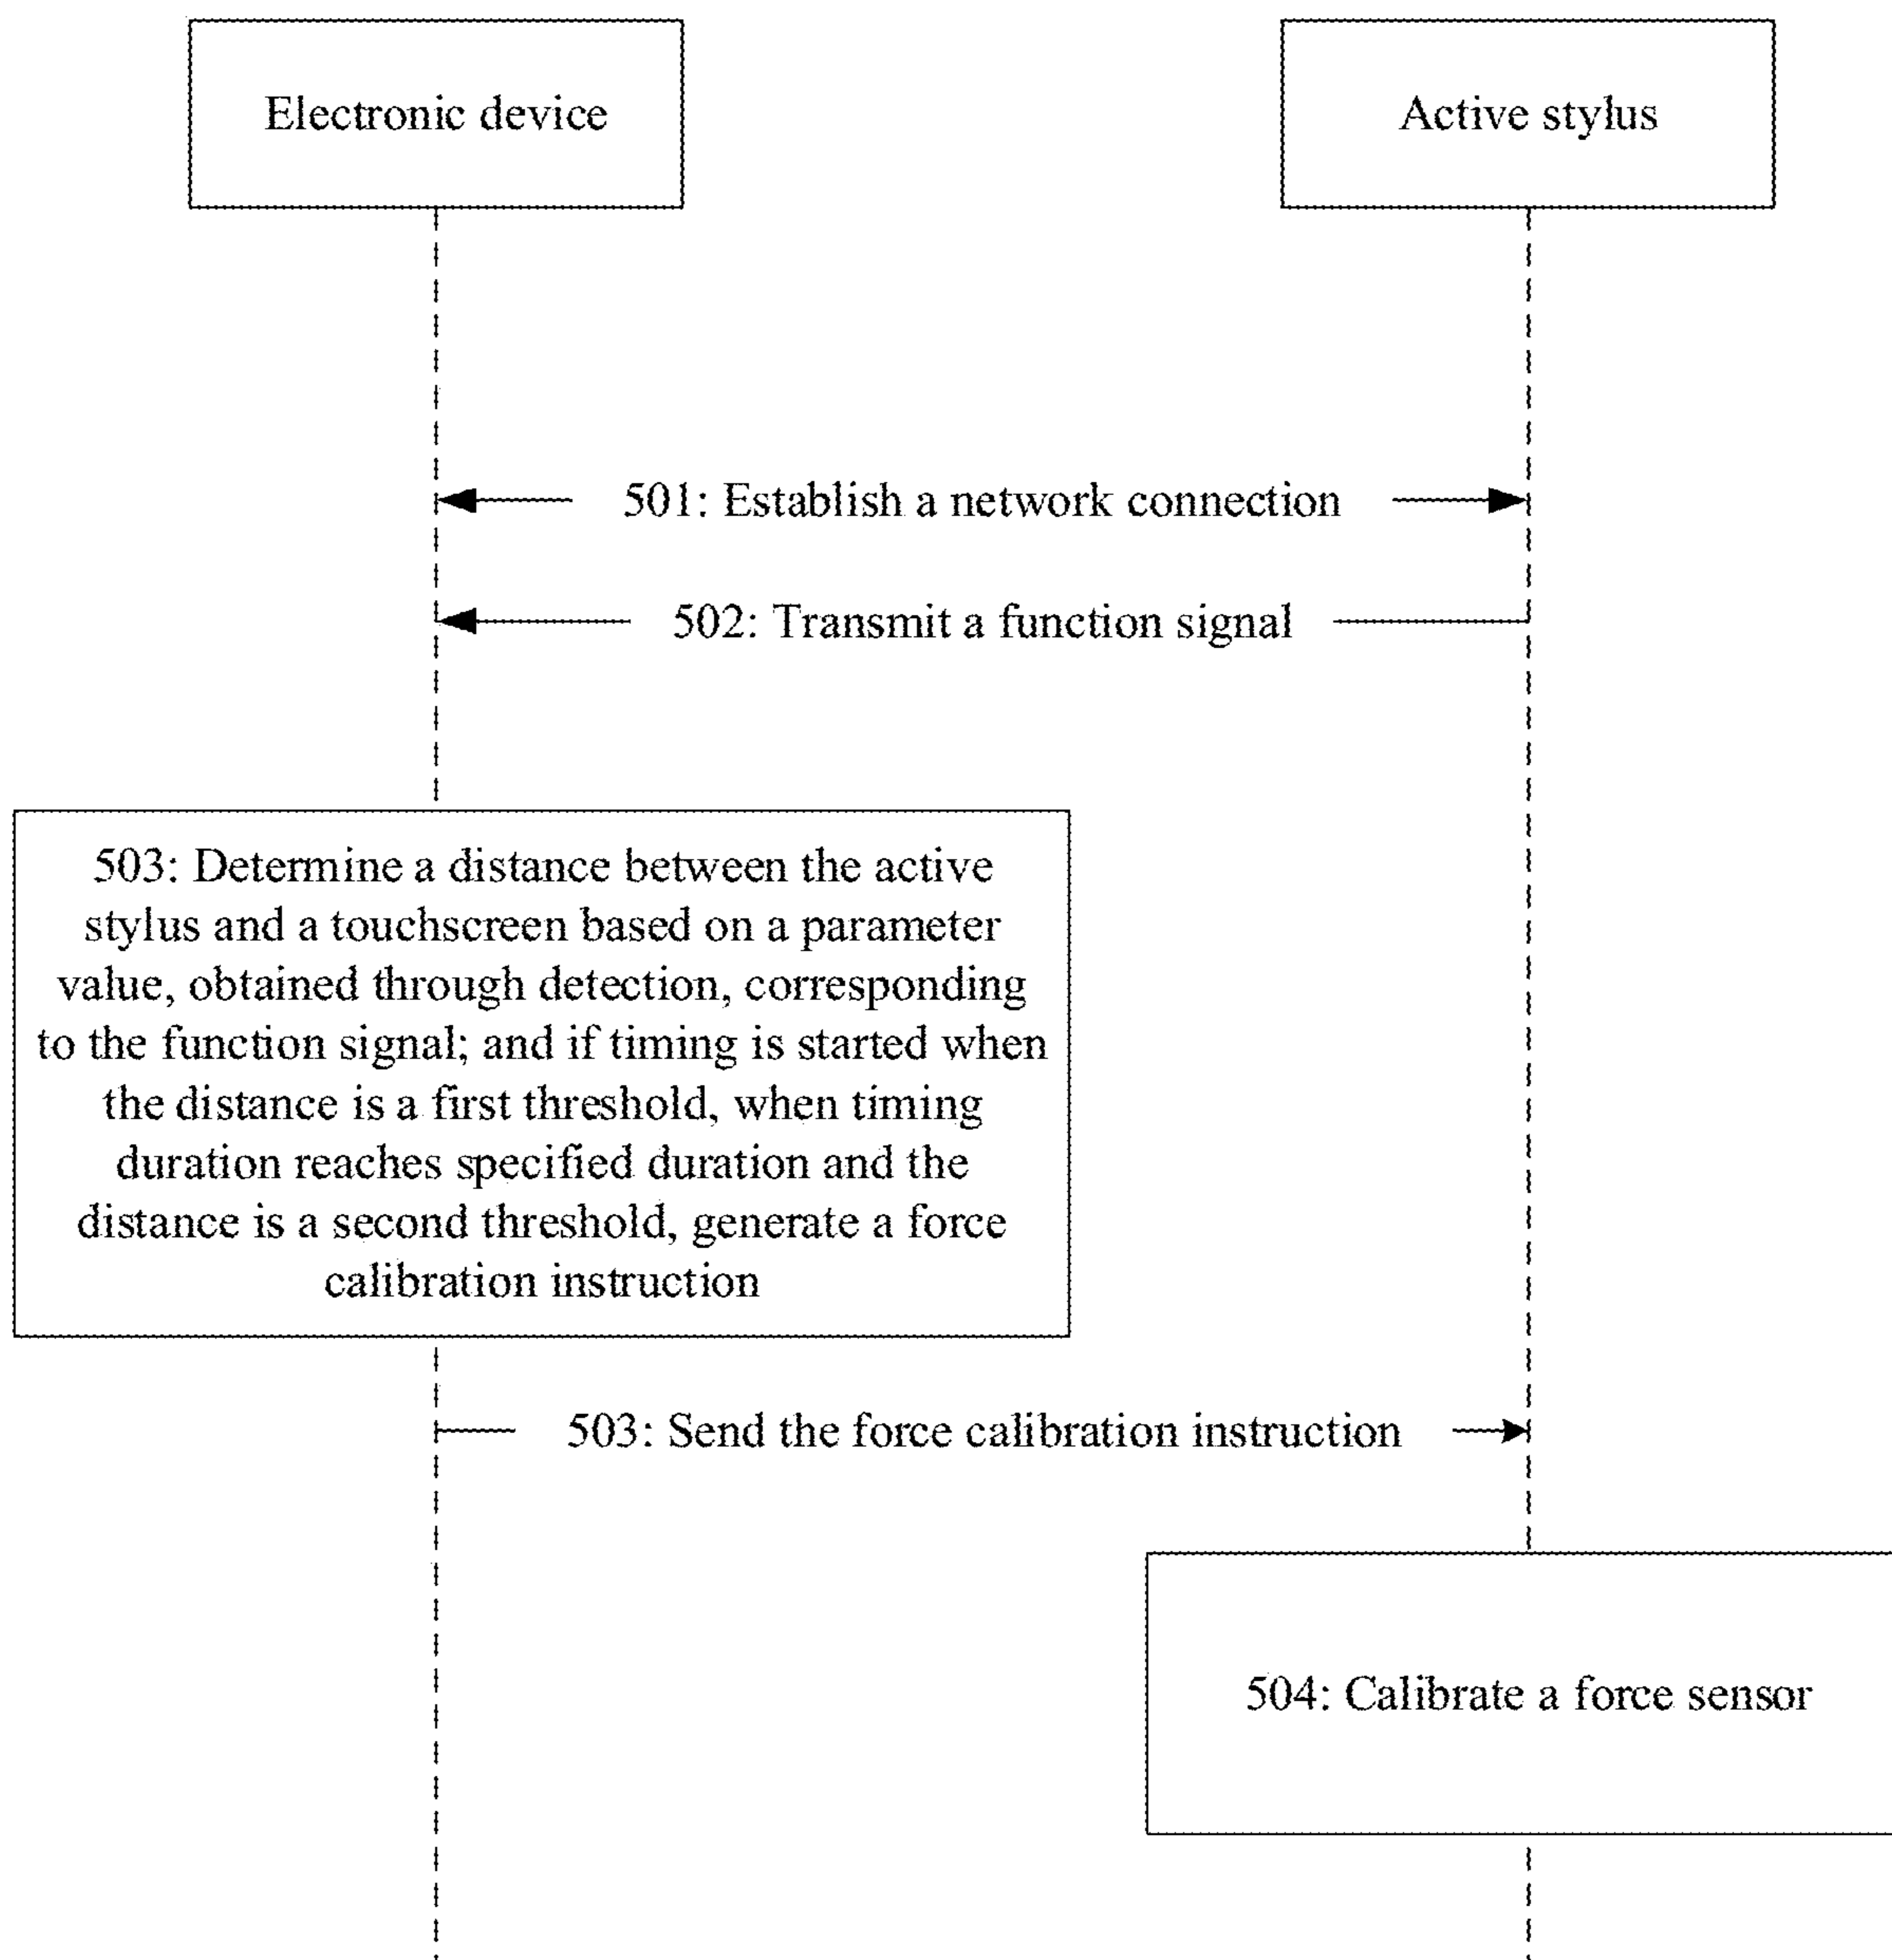 Electronic device
Active stylus
501: Establish a network connection
502: Transmit a function signal
503: Determine a distance between the active
stylus and a touchscreen based on a parameter
value, obtained through detection, corresponding
to the function signal; and if timing is started when
the distance is a first threshold, when timing
duration reaches specified duration and the
distance is a second threshold, generate a force
calibration instruction
503: Send the force calibration instruction
504: Calibrate a force sensor